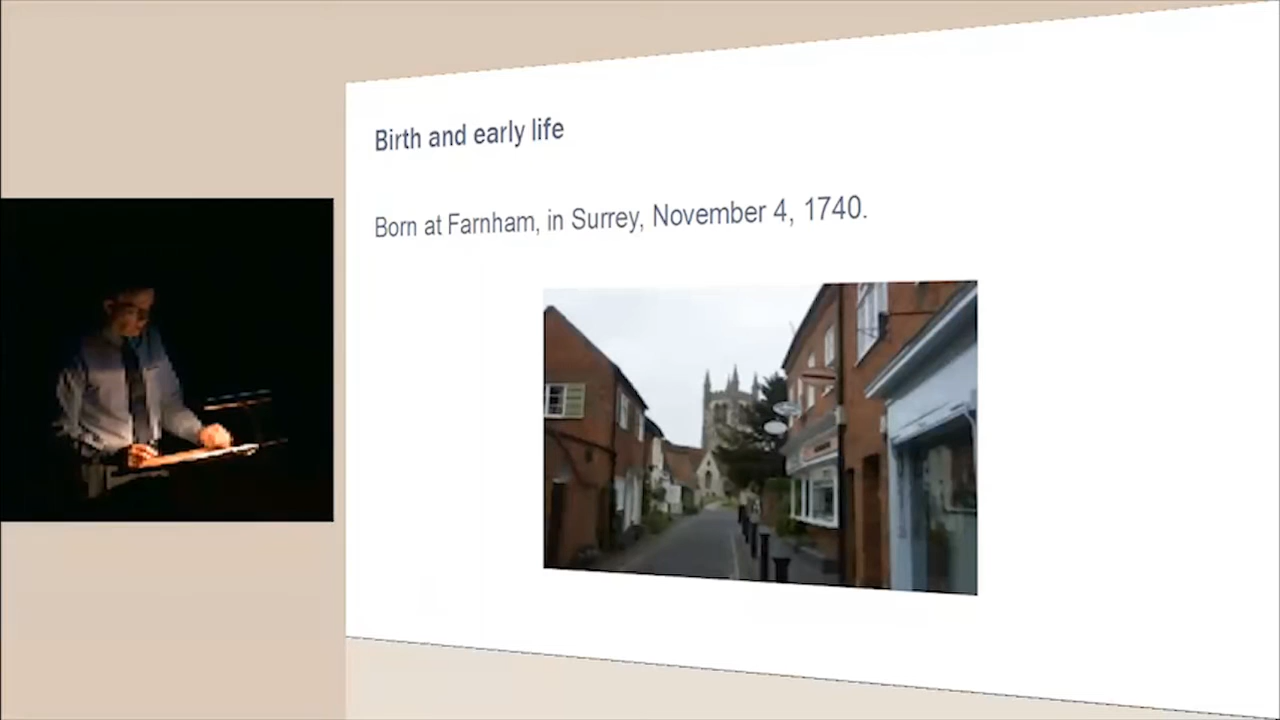 Birth and early life
Born at Farnham, in Surrey, November 4, 1740.